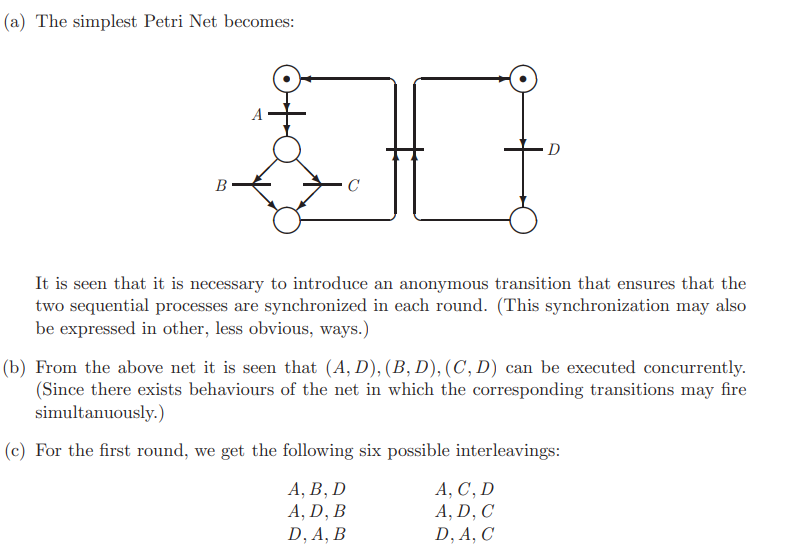 (a) The simplest Petri Net becomes:
A
D
B
C
It is seen that it is necessary to introduce an anonymous transition that ensures that the
two sequential processes are synchronized in each round. (This synchronization may also
be expressed in other, less obvious, ways.)
(b) From the above net it is seen that (A, D), (B, D), (C, D) can be executed concurrently.
(Since there exists behaviours of the net in which the corresponding transitions may fire
simultanuously.)
(c) For the first round, we get the following six possible interleavings:
A, B, D A, C, D
A, D, B A, D, C
D, A, B D, A, C